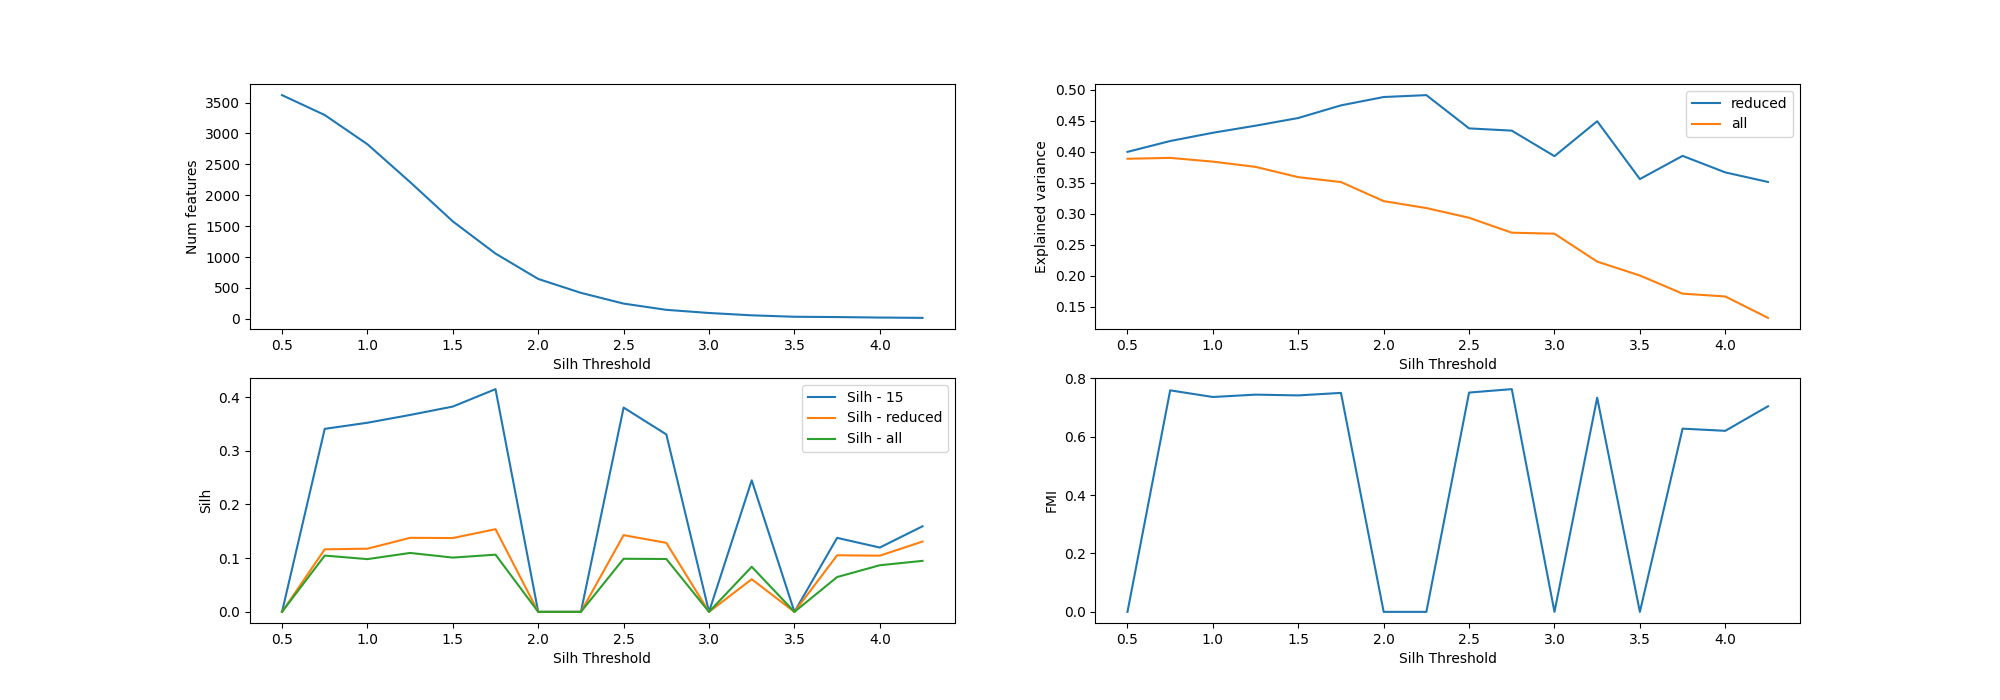 3500
3000
2500
2000
1500
1000
500
0
Num features
0.5 1.0 1.5 2.0 2.5 3.0 3.5 4.0
Silh Threshold
0.50
0.45
0.40
0.35
0.30
0.25
0.20
0.15
Explained variance
reduced
all
0.5 1.0 1.5 2.0 2.5 3.0 3.5 4.0
Silh Threshold
0.4
0.3
0.2
0.1
0.0
Silh
Silh - 15
Silh - reduced
Silh - all
0.5 1.0 1.5 2.0 2.5 3.0 3.5 4.0
Silh Threshold
0.8
0.6
0.4
0.2
0.0
FMI
0.5 1.0 1.5 2.0 2.5 3.0 3.5 4.0
Silh Threshold